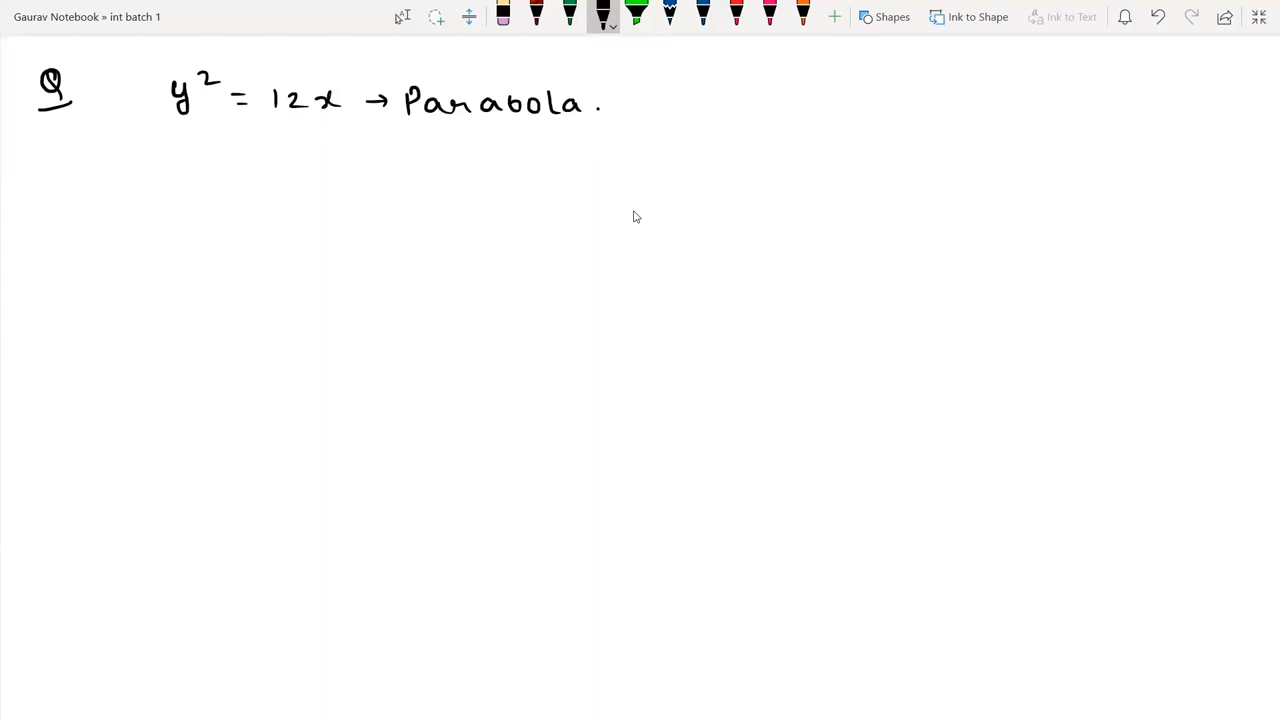 Gaurav Notebook » int batch 1
Shapes
Ink to Shape
Ink to Text
Q y² = 12x → Parabola.